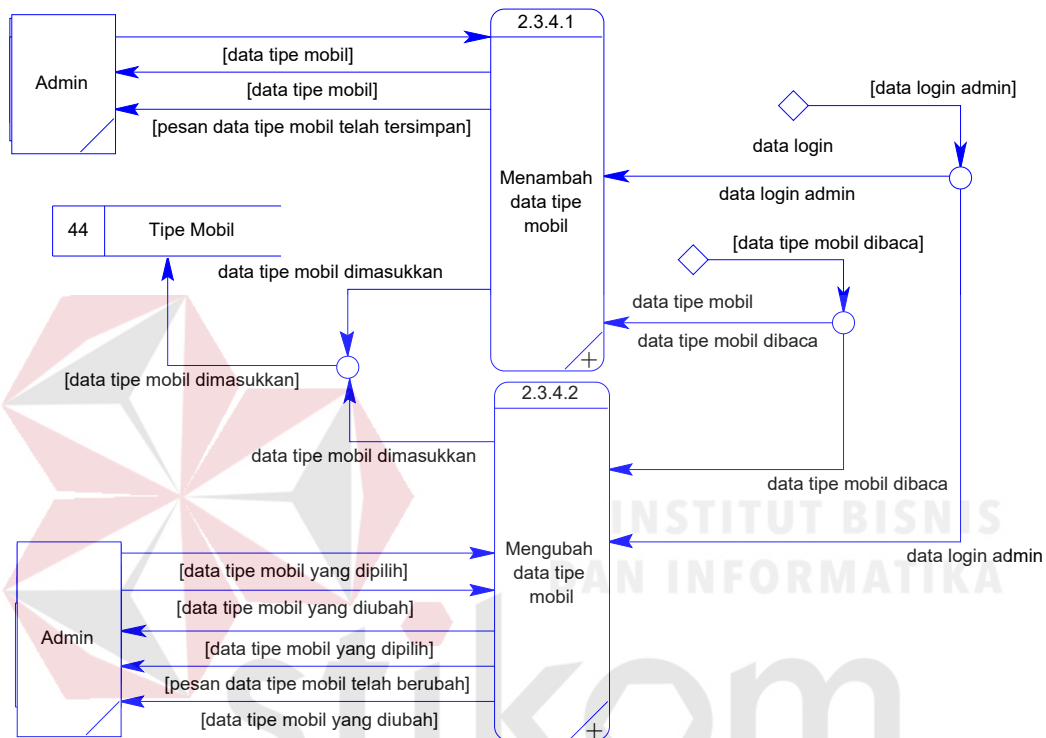 2.3.4.1
[data tipe mobil]
Admin
[data tipe mobil]
[data login admin]
[pesan data tipe mobil telah tersimpan]
data login
Menambah
data tipe
mobil
data login admin
44 Tipe Mobil
[data tipe mobil dibaca]
data tipe mobil dimasukkan
data tipe mobil
data tipe mobil dibaca
[data tipe mobil dimasukkan]
2.3.4.2
data tipe mobil dimasukkan
data tipe mobil dibaca
INSTITUT BISNIS
DAN INFORMATIKA
Mengubah
data tipe
mobil
data login admin
[data tipe mobil yang dipilih]
[data tipe mobil yang diubah]
Admin
[data tipe mobil yang dipilih]
[pesan data tipe mobil telah berubah]
[data tipe mobil yang diubah]
stikom